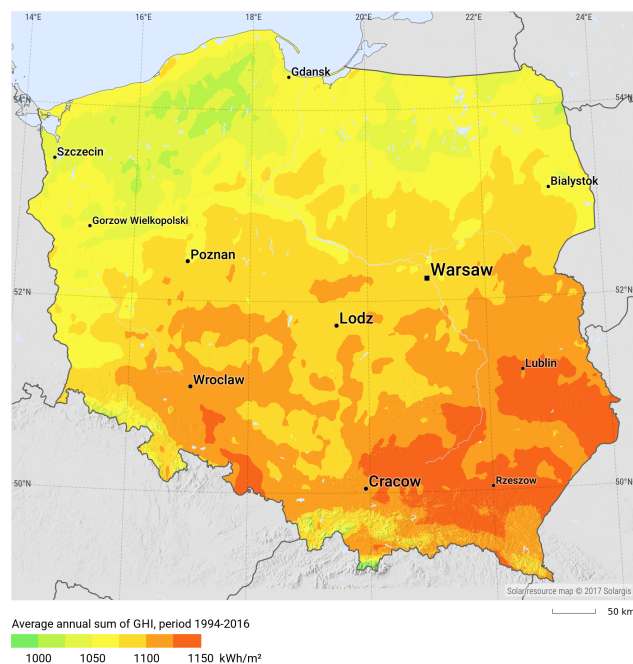 14°E 16°E 18°E 20°E 22°E 24°E
Gdansk
54°N 54°N
Szczecin
Bialystok
Gorzow Wielkopolski
Poznan
Warsaw
52°N 52°N
Lodz
Lublin
Wroclaw
50°N Cracow Rzeszow 50°N
Solar resource map © 2017 Solargis
50 km
Average annual sum of GHI, period 1994-2016
1000 1050 1100 1150 kWh/m²